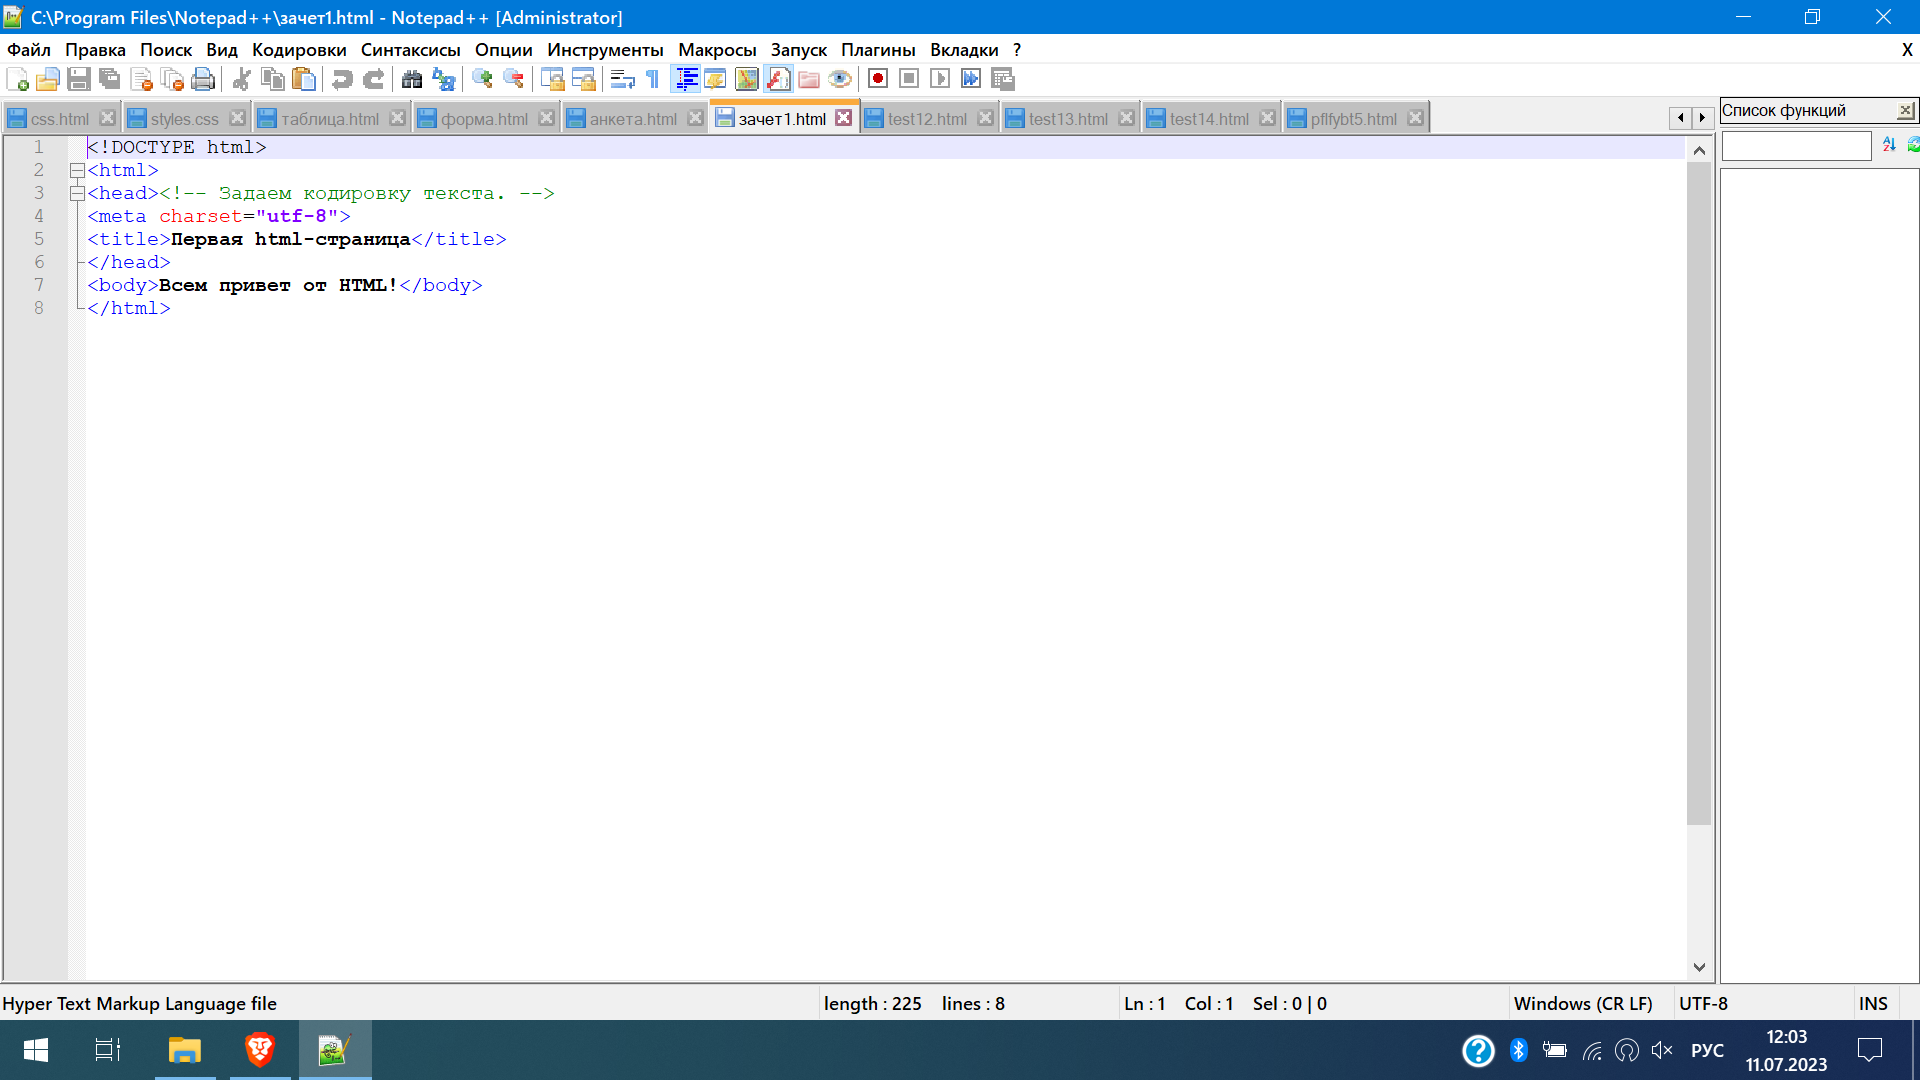 C:\Program Files\Notepad++\зачет1.html - Notepad++ [Administrator]
Файл Правка Поиск Вид Кодировки Синтаксисы Опции Инструменты Макросы Запуск Плагины Вкладки ? X
css.html styles.css таблица.html форма.html анкета.html зачет1.html test12.html test13.html test14.html pflfybt5.html
Список функций
1 <!DOCTYPE html>
2 <html>
3 <head><!-- Задаем кодировку текста. -->
4 <meta charset="utf-8">
5 <title>Первая html-страница</title>
6 </head>
7 <body>Всем привет от HTML!</body>
8 </html>
Hyper Text Markup Language file length : 225 lines : 8 Ln : 1 Col : 1 Sel : 0 | 0 Windows (CR LF) UTF-8 INS
РУС
12:03
11.07.2023